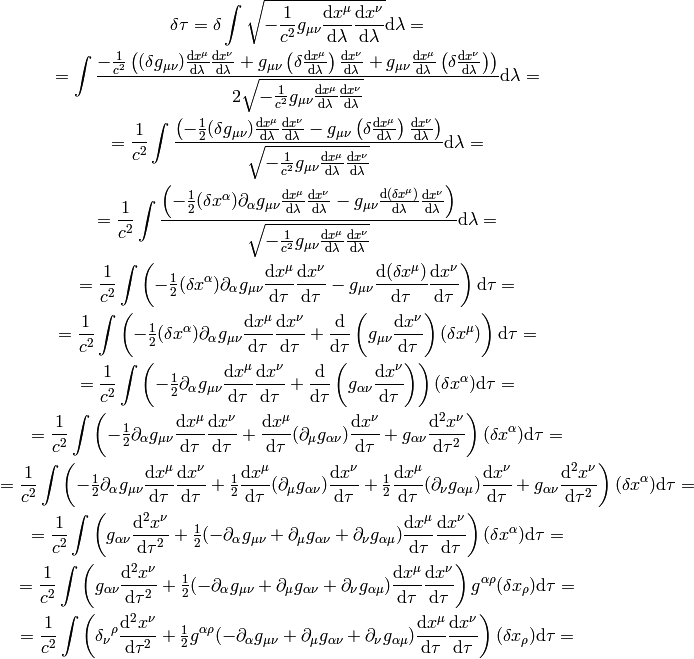 $\delta\tau = \delta \int \sqrt{-\frac{1}{c^2} g_{\mu\nu} \frac{\mathrm{d}x^\mu}{\mathrm{d}\lambda} \frac{\mathrm{d}x^\nu}{\mathrm{d}\lambda}} \mathrm{d}\lambda =$
$= \int \frac{-\frac{1}{c^2} \left( (\delta g_{\mu\nu}) \frac{\mathrm{d}x^\mu}{\mathrm{d}\lambda} \frac{\mathrm{d}x^\nu}{\mathrm{d}\lambda} + g_{\mu\nu} \left( \delta \frac{\mathrm{d}x^\mu}{\mathrm{d}\lambda} \right) \frac{\mathrm{d}x^\nu}{\mathrm{d}\lambda} + g_{\mu\nu} \frac{\mathrm{d}x^\mu}{\mathrm{d}\lambda} \left( \delta \frac{\mathrm{d}x^\nu}{\mathrm{d}\lambda} \right) \right)}{2 \sqrt{-\frac{1}{c^2} g_{\mu\nu} \frac{\mathrm{d}x^\mu}{\mathrm{d}\lambda} \frac{\mathrm{d}x^\nu}{\mathrm{d}\lambda}}} \mathrm{d}\lambda =$
$= \frac{1}{c^2} \int \frac{\left( -\frac{1}{2} (\delta g_{\mu\nu}) \frac{\mathrm{d}x^\mu}{\mathrm{d}\lambda} \frac{\mathrm{d}x^\nu}{\mathrm{d}\lambda} - g_{\mu\nu} \left( \delta \frac{\mathrm{d}x^\mu}{\mathrm{d}\lambda} \right) \frac{\mathrm{d}x^\nu}{\mathrm{d}\lambda} \right)}{\sqrt{-\frac{1}{c^2} g_{\mu\nu} \frac{\mathrm{d}x^\mu}{\mathrm{d}\lambda} \frac{\mathrm{d}x^\nu}{\mathrm{d}\lambda}}} \mathrm{d}\lambda =$
$= \frac{1}{c^2} \int \frac{\left( -\frac{1}{2} (\delta x^\alpha) \partial_\alpha g_{\mu\nu} \frac{\mathrm{d}x^\mu}{\mathrm{d}\lambda} \frac{\mathrm{d}x^\nu}{\mathrm{d}\lambda} - g_{\mu\nu} \frac{\mathrm{d}(\delta x^\mu)}{\mathrm{d}\lambda} \frac{\mathrm{d}x^\nu}{\mathrm{d}\lambda} \right)}{\sqrt{-\frac{1}{c^2} g_{\mu\nu} \frac{\mathrm{d}x^\mu}{\mathrm{d}\lambda} \frac{\mathrm{d}x^\nu}{\mathrm{d}\lambda}}} \mathrm{d}\lambda =$
$= \frac{1}{c^2} \int \left( -\frac{1}{2} (\delta x^\alpha) \partial_\alpha g_{\mu\nu} \frac{\mathrm{d}x^\mu}{\mathrm{d}\tau} \frac{\mathrm{d}x^\nu}{\mathrm{d}\tau} - g_{\mu\nu} \frac{\mathrm{d}(\delta x^\mu)}{\mathrm{d}\tau} \frac{\mathrm{d}x^\nu}{\mathrm{d}\tau} \right) \mathrm{d}\tau =$
$= \frac{1}{c^2} \int \left( -\frac{1}{2} (\delta x^\alpha) \partial_\alpha g_{\mu\nu} \frac{\mathrm{d}x^\mu}{\mathrm{d}\tau} \frac{\mathrm{d}x^\nu}{\mathrm{d}\tau} + \frac{\mathrm{d}}{\mathrm{d}\tau} \left( g_{\mu\nu} \frac{\mathrm{d}x^\nu}{\mathrm{d}\tau} \right) (\delta x^\mu) \right) \mathrm{d}\tau =$
$= \frac{1}{c^2} \int \left( -\frac{1}{2} \partial_\alpha g_{\mu\nu} \frac{\mathrm{d}x^\mu}{\mathrm{d}\tau} \frac{\mathrm{d}x^\nu}{\mathrm{d}\tau} + \frac{\mathrm{d}}{\mathrm{d}\tau} \left( g_{\alpha\nu} \frac{\mathrm{d}x^\nu}{\mathrm{d}\tau} \right) \right) (\delta x^\alpha) \mathrm{d}\tau =$
$= \frac{1}{c^2} \int \left( -\frac{1}{2} \partial_\alpha g_{\mu\nu} \frac{\mathrm{d}x^\mu}{\mathrm{d}\tau} \frac{\mathrm{d}x^\nu}{\mathrm{d}\tau} + \frac{\mathrm{d}x^\mu}{\mathrm{d}\tau} (\partial_\mu g_{\alpha\nu}) \frac{\mathrm{d}x^\nu}{\mathrm{d}\tau} + g_{\alpha\nu} \frac{\mathrm{d}^2 x^\nu}{\mathrm{d}\tau^2} \right) (\delta x^\alpha) \mathrm{d}\tau =$
$= \frac{1}{c^2} \int \left( -\frac{1}{2} \partial_\alpha g_{\mu\nu} \frac{\mathrm{d}x^\mu}{\mathrm{d}\tau} \frac{\mathrm{d}x^\nu}{\mathrm{d}\tau} + \frac{1}{2} \frac{\mathrm{d}x^\mu}{\mathrm{d}\tau} (\partial_\mu g_{\alpha\nu}) \frac{\mathrm{d}x^\nu}{\mathrm{d}\tau} + \frac{1}{2} \frac{\mathrm{d}x^\mu}{\mathrm{d}\tau} (\partial_\nu g_{\alpha\mu}) \frac{\mathrm{d}x^\nu}{\mathrm{d}\tau} + g_{\alpha\nu} \frac{\mathrm{d}^2 x^\nu}{\mathrm{d}\tau^2} \right) (\delta x^\alpha) \mathrm{d}\tau =$
$= \frac{1}{c^2} \int \left( g_{\alpha\nu} \frac{\mathrm{d}^2 x^\nu}{\mathrm{d}\tau^2} + \frac{1}{2} (-\partial_\alpha g_{\mu\nu} + \partial_\mu g_{\alpha\nu} + \partial_\nu g_{\alpha\mu}) \frac{\mathrm{d}x^\mu}{\mathrm{d}\tau} \frac{\mathrm{d}x^\nu}{\mathrm{d}\tau} \right) (\delta x^\alpha) \mathrm{d}\tau =$
$= \frac{1}{c^2} \int \left( g_{\alpha\nu} \frac{\mathrm{d}^2 x^\nu}{\mathrm{d}\tau^2} + \frac{1}{2} (-\partial_\alpha g_{\mu\nu} + \partial_\mu g_{\alpha\nu} + \partial_\nu g_{\alpha\mu}) \frac{\mathrm{d}x^\mu}{\mathrm{d}\tau} \frac{\mathrm{d}x^\nu}{\mathrm{d}\tau} \right) g^{\alpha\rho} (\delta x_\rho) \mathrm{d}\tau =$
$= \frac{1}{c^2} \int \left( \delta_\nu{}^\rho \frac{\mathrm{d}^2 x^\nu}{\mathrm{d}\tau^2} + \frac{1}{2} g^{\alpha\rho} (-\partial_\alpha g_{\mu\nu} + \partial_\mu g_{\alpha\nu} + \partial_\nu g_{\alpha\mu}) \frac{\mathrm{d}x^\mu}{\mathrm{d}\tau} \frac{\mathrm{d}x^\nu}{\mathrm{d}\tau} \right) (\delta x_\rho) \mathrm{d}\tau =$